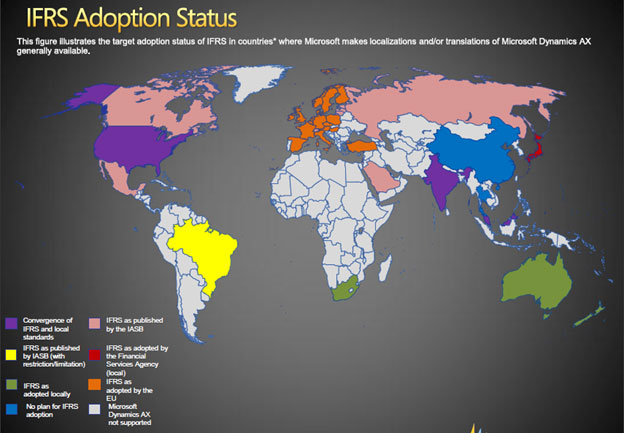 IFRS Adoption Status
This figure illustrates the target adoption status of IFRS in countries* where Microsoft makes localizations and/or translations of Microsoft Dynamics AX
generally available.
Convergence of
IFRS and local
standards
IFRS as published
by the IASB
IFRS as published
by IASB (with
restriction/limitation)
IFRS as adopted by
the Financial
Services Agency
(local)
IFRS as
adopted locally
IFRS as
adopted by the
EU
No plan for IFRS
adoption
Microsoft
Dynamics AX
not supported